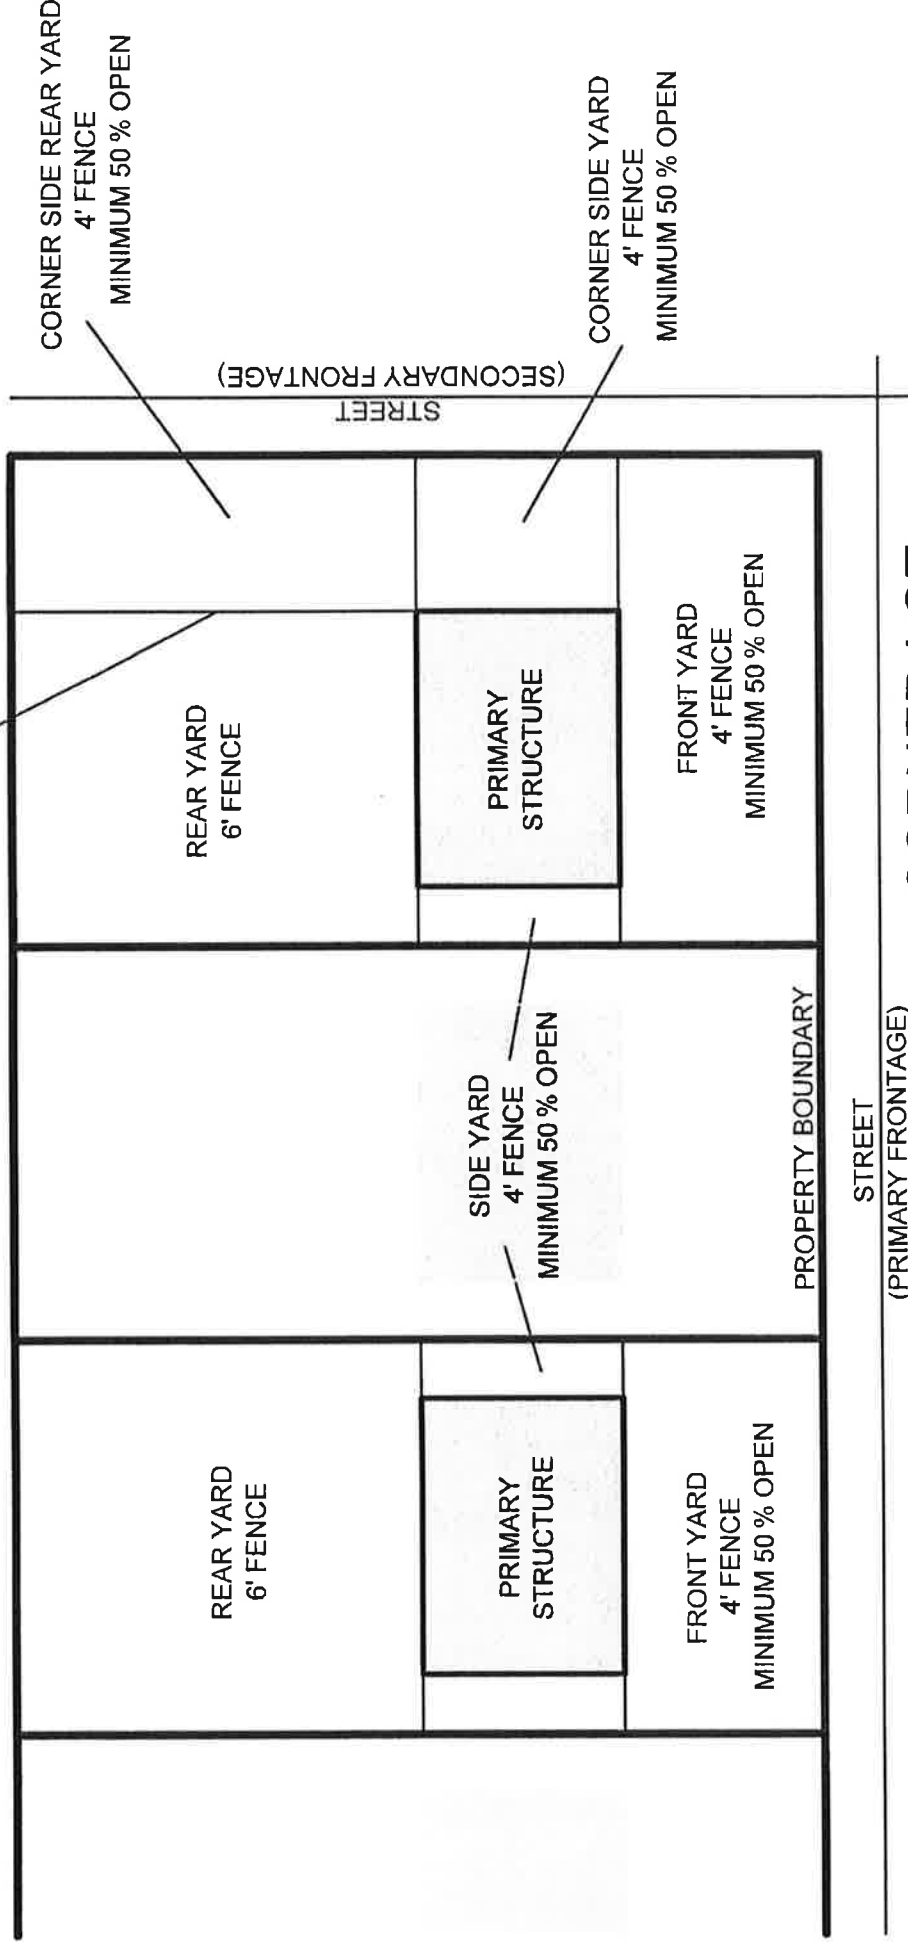 CORNER SIDE REAR YARD
4' FENCE
MINIMUM 50 % OPEN
CORNER SIDE YARD
4' FENCE
MINIMUM 50 % OPEN
STREET
(SECONDARY FRONTAGE)
REAR YARD
6' FENCE
PRIMARY
STRUCTURE
FRONT YARD
4' FENCE
MINIMUM 50 % OPEN
SIDE YARD
4' FENCE
MINIMUM 50 % OPEN
PROPERTY BOUNDARY
STREET
(PRIMARY FRONTAGE)
REAR YARD
6' FENCE
PRIMARY
STRUCTURE
FRONT YARD
4' FENCE
MINIMUM 50 % OPEN